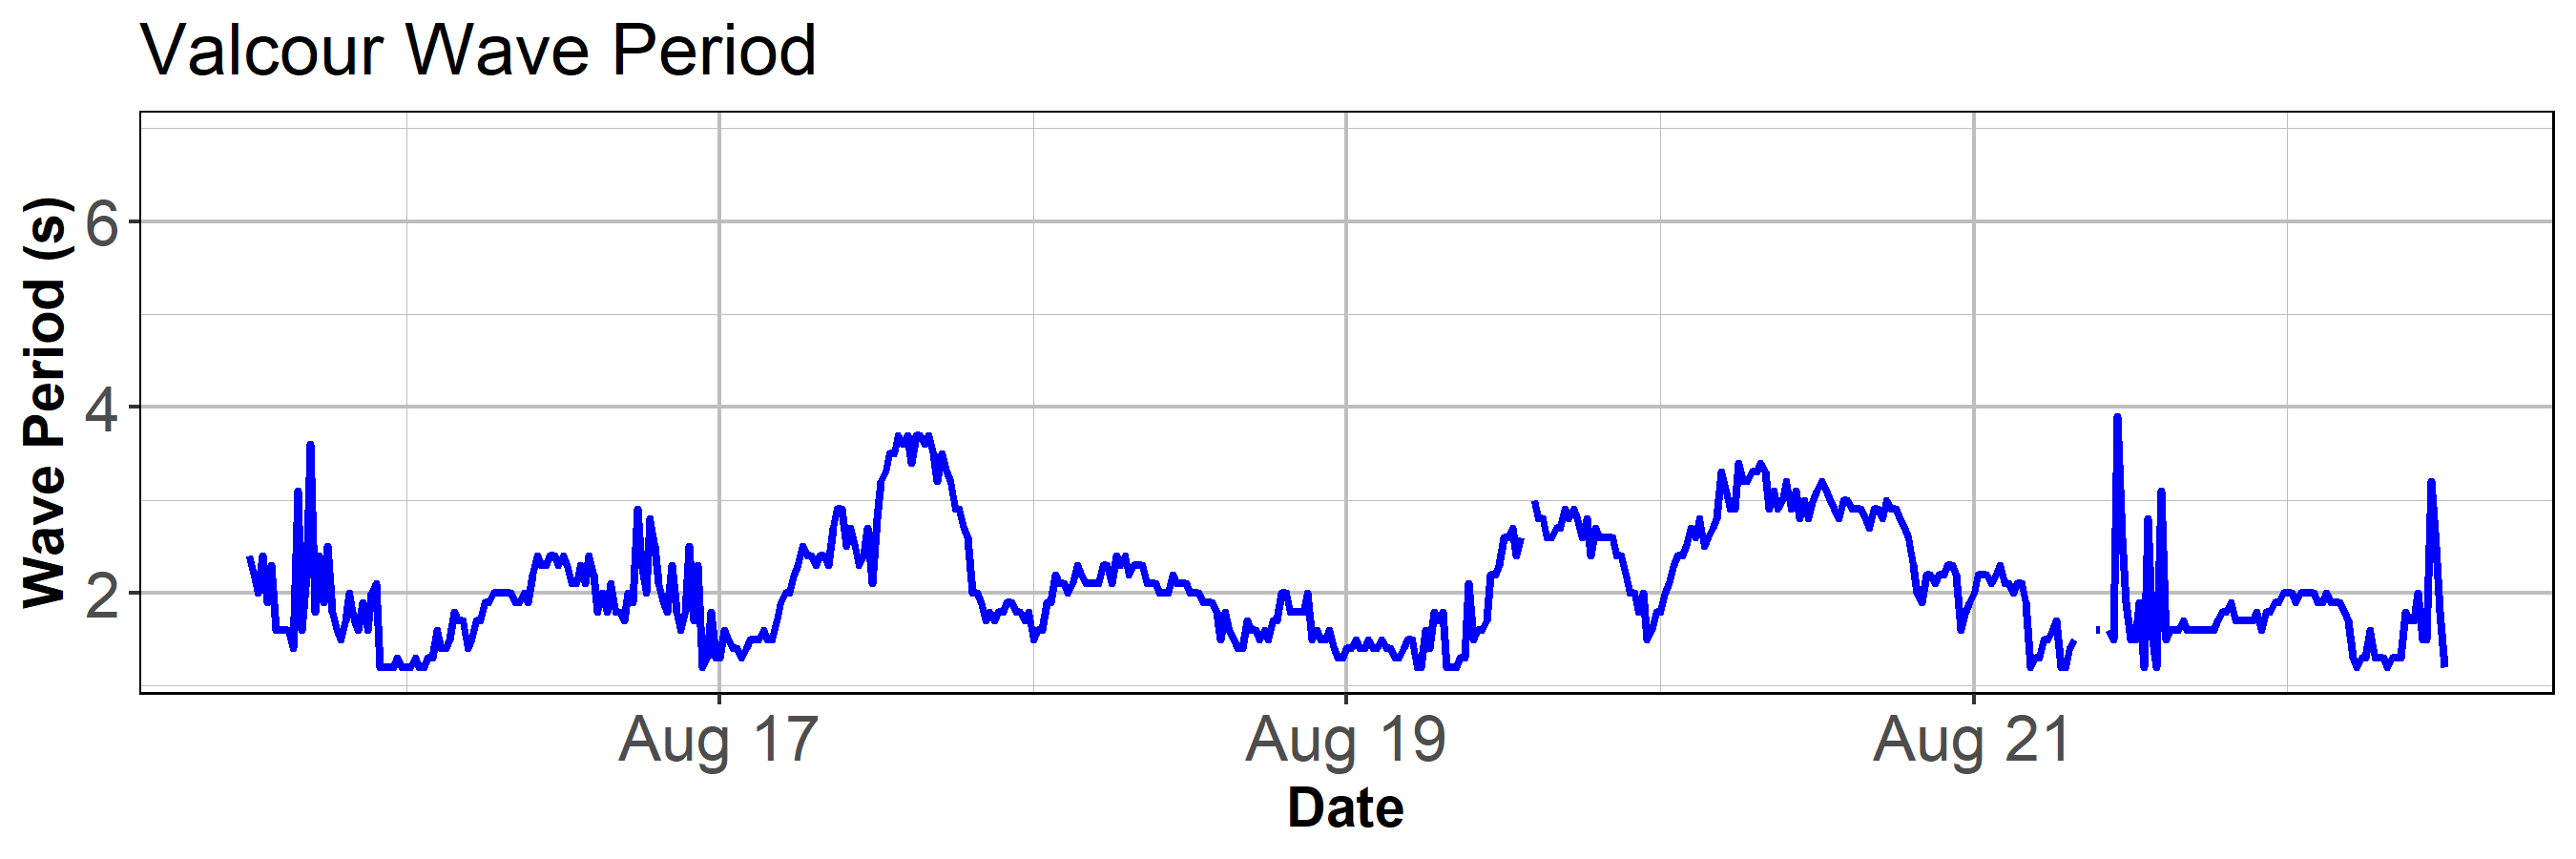 Valcour Wave Period
Wave Period (s)
6
4
2
Aug 17
Aug 19
Aug 21
Date